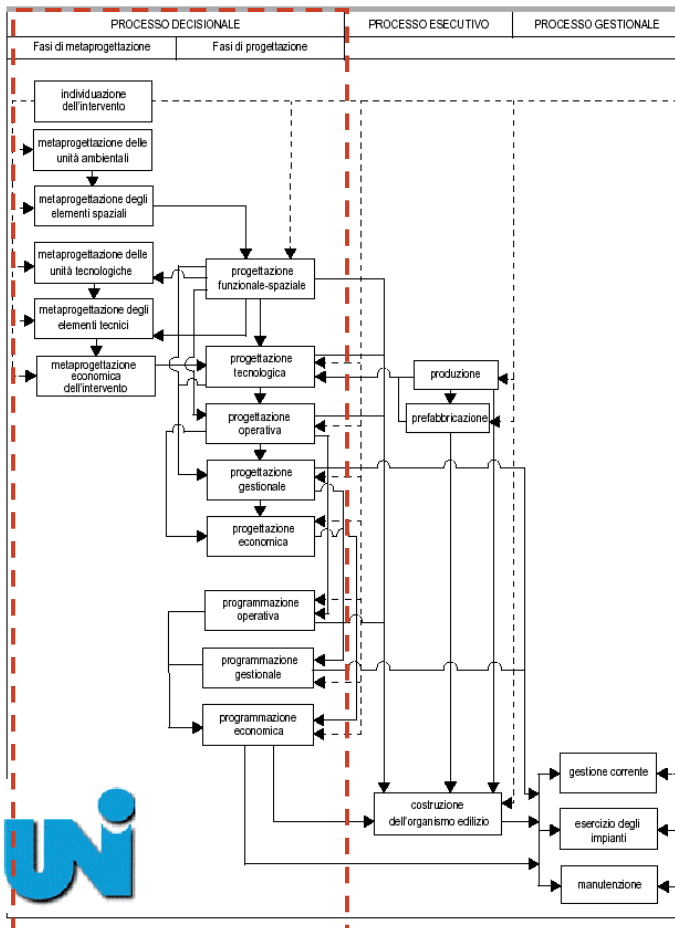 PROCESSO DECISIONALE
PROCESSO ESECUTIVO
PROCESSO GESTIONALE
Fasi di metaprogettazione
Fasi di progettazione
individuazione
dell'intervento
metaprogettazione delle
unità ambientali
metaprogettazione degli
elementi spaziali
metaprogettazione delle
unità tecnologiche
progettazione
funzionale-spaziale
metaprogettazione degli
elementi tecnici
metaprogettazione
economica
dell'intervento
progettazione
tecnologica
produzione
prefabbricazione
progettazione
operativa
progettazione
gestionale
progettazione
economica
programmazione
operativa
programmazione
gestionale
programmazione
economica
costruzione
dell'organismo edilizio
gestione corrente
esercizio degli
impianti
manutenzione
UNI